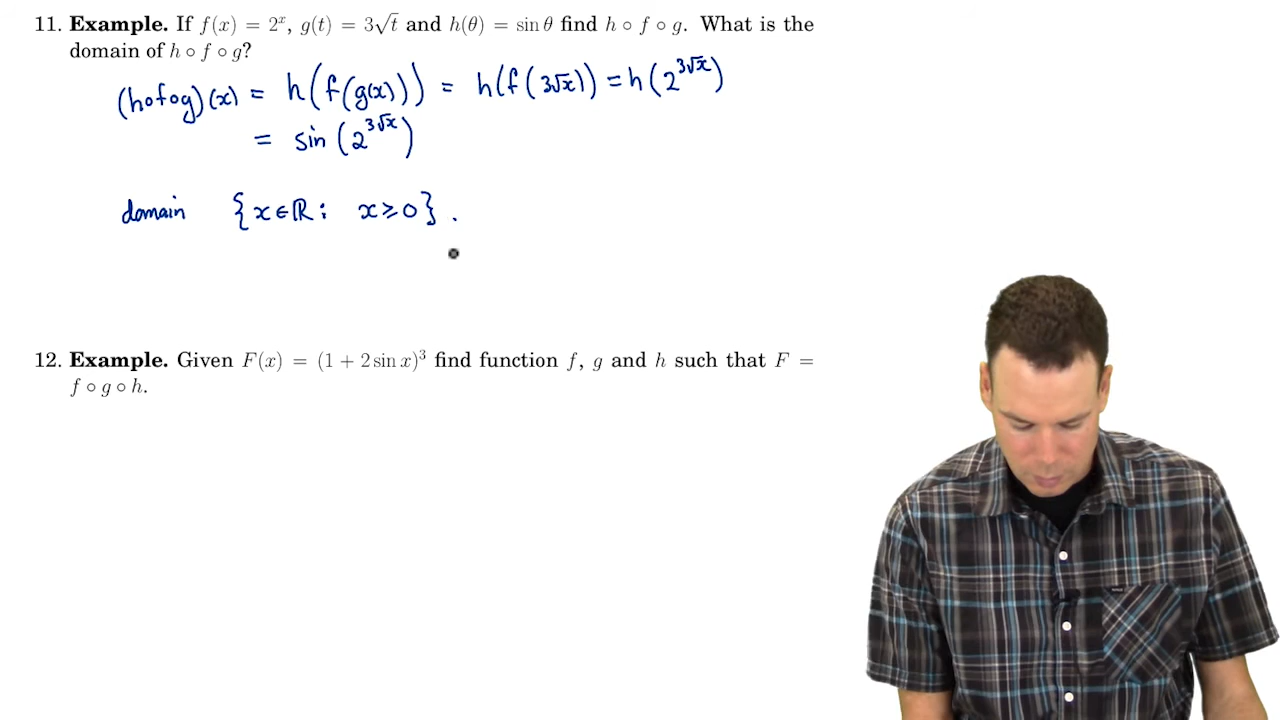 11. Example. If f(x) = 2^x, g(t) = 3√t and h(θ) = sin θ find h ∘ f ∘ g. What is the
domain of h ∘ f ∘ g?
(h∘f∘g)(x) = h(f(g(x))) = h(f(3√x)) = h(2^{3√x})
= sin(2^{3√x})
domain {x ∈ ℝ : x ≥ 0}.
12. Example. Given F(x) = (1 + 2 sin x)³ find function f, g and h such that F =
f ∘ g ∘ h.